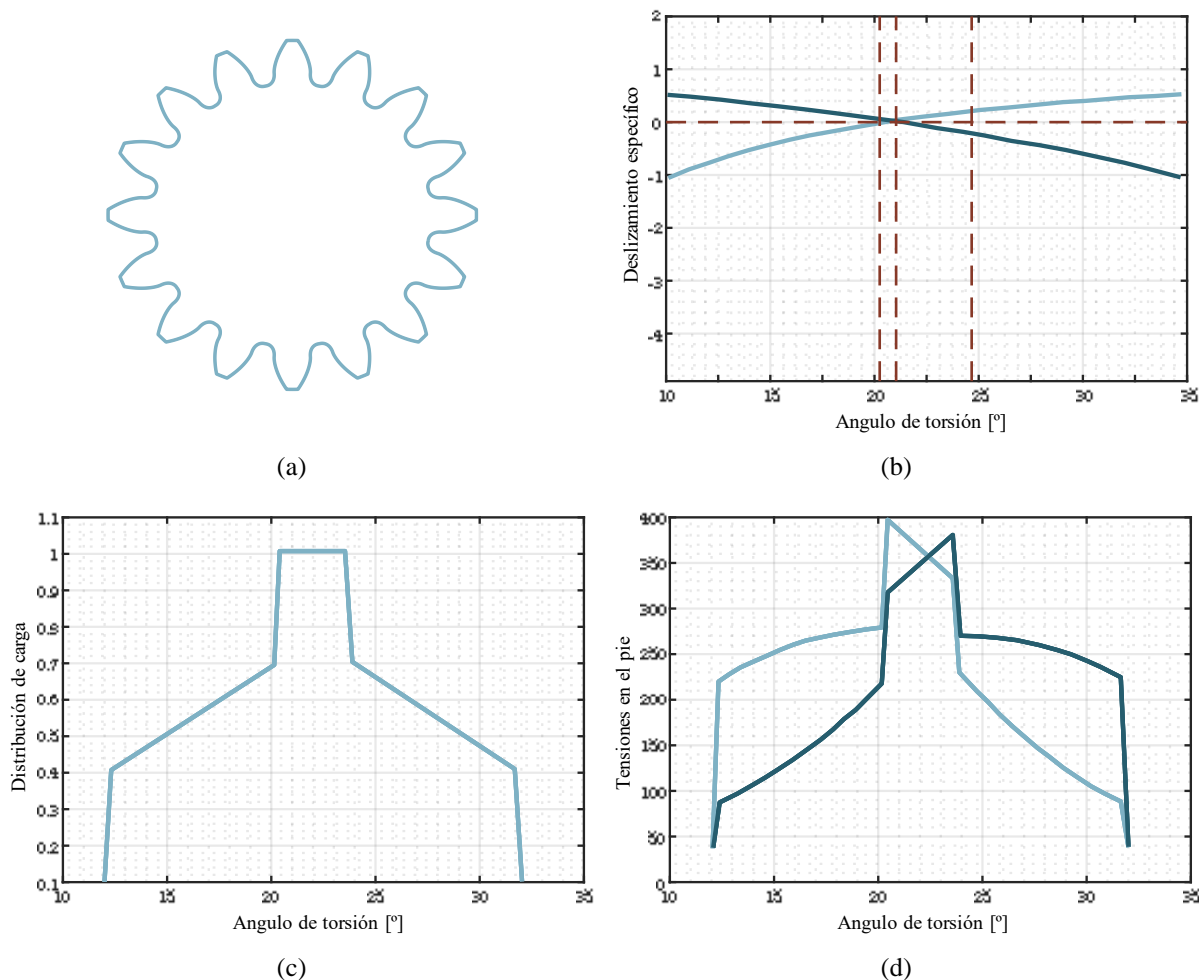 2
1
0
-1
-2
-3
-4
Deslizamiento específico
10 15 20 25 30 35
Angulo de torsión [º]
(a)
(b)
1.1
1
0.9
0.8
0.7
0.6
0.5
0.4
0.3
0.2
0.1
Distribución de carga
10 15 20 25 30 35
Angulo de torsión [º]
400
350
300
250
200
150
100
50
0
Tensiones en el pie
10 15 20 25 30 35
Angulo de torsión [º]
(c)
(d)